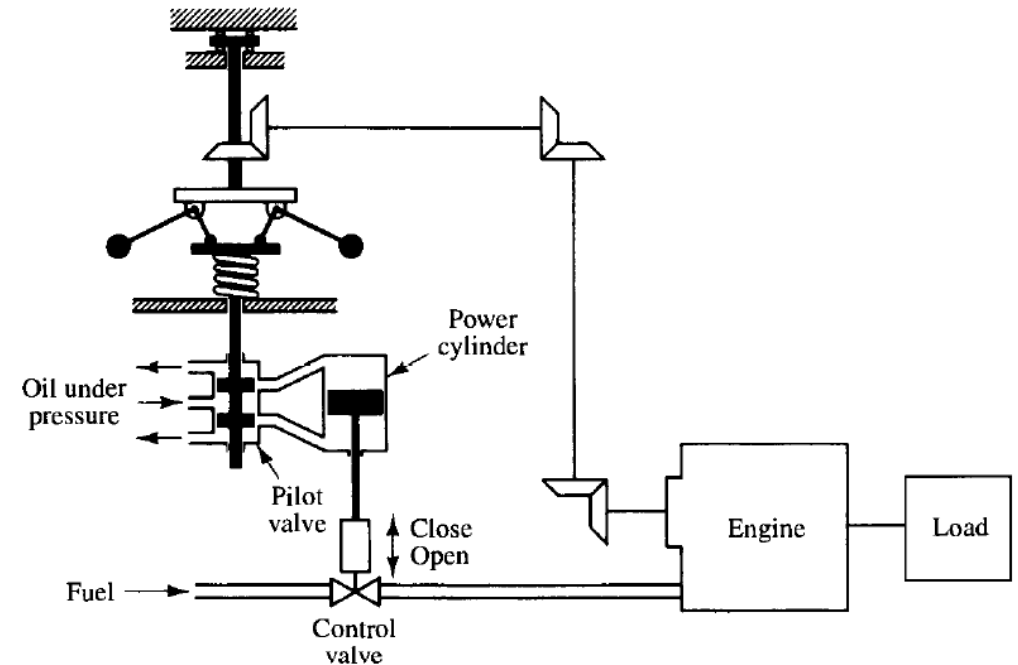 Power
cylinder
Oil under
pressure
Pilot
valve
Close
Open
Engine
Load
Fuel
Control
valve